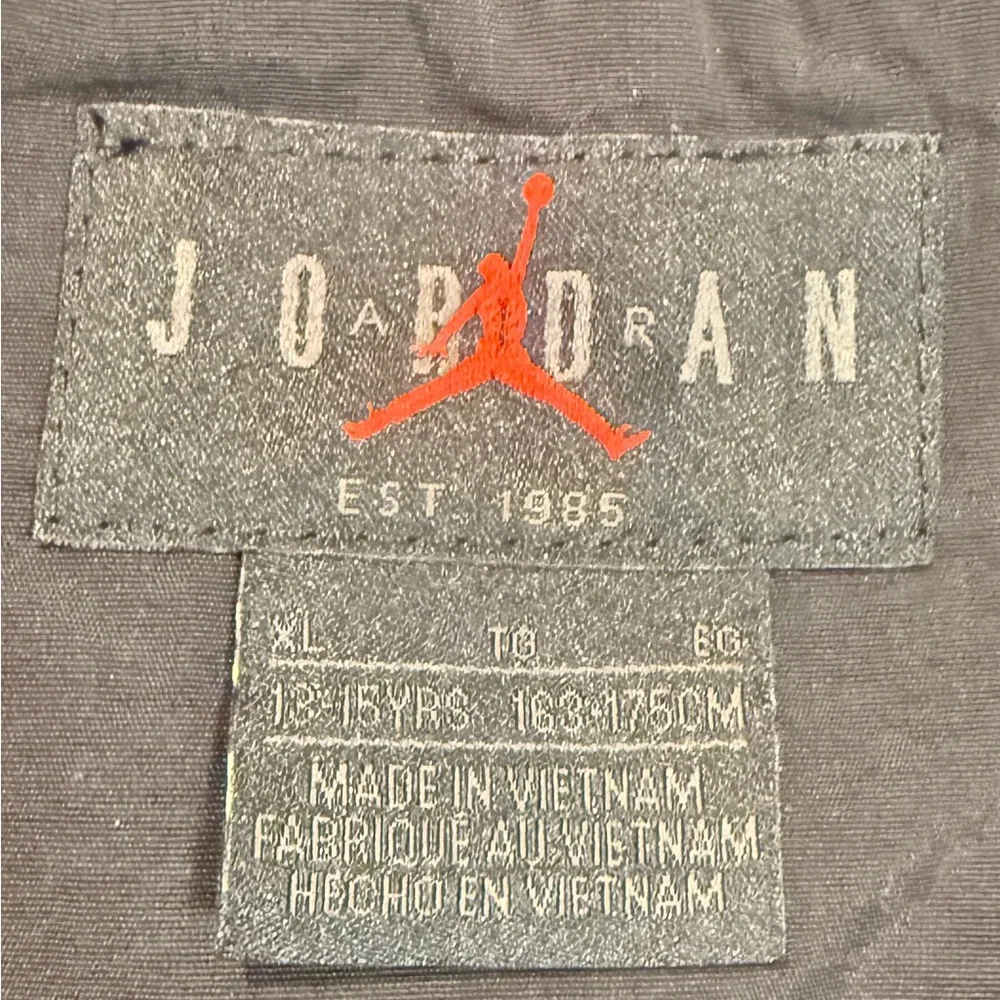 JORDAN
AIR
EST. 1985
XL TG EG
13-15YRS 163-175CM
MADE IN VIETNAM
FABRIQUÉ AU VIETNAM
HECHO EN VIETNAM